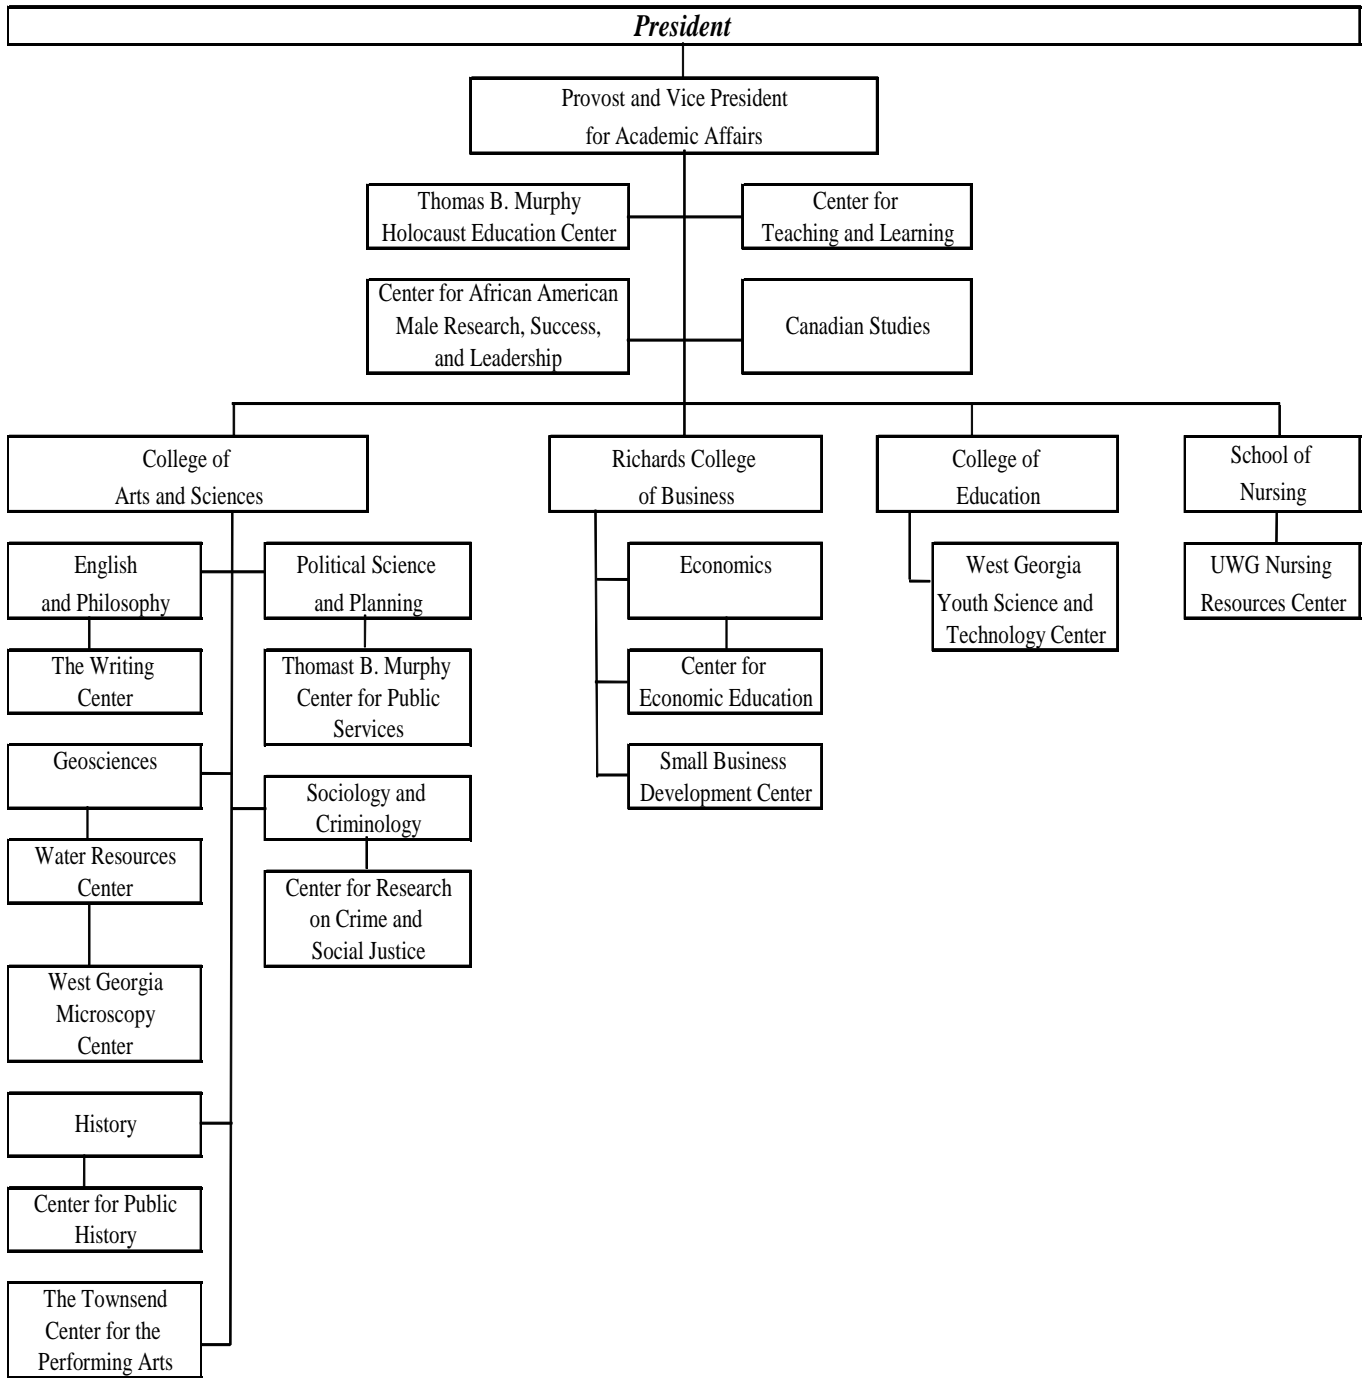 President
Provost and Vice President
for Academic Affairs
Thomas B. Murphy
Holocaust Education Center
Center for
Teaching and Learning
Center for African American
Male Research, Success,
and Leadership
Canadian Studies
College of
Arts and Sciences
Richards College
of Business
College of
Education
School of
Nursing
English
and Philosophy
Political Science
and Planning
Economics
West Georgia
Youth Science and
Technology Center
UWG Nursing
Resources Center
The Writing
Center
Thomast B. Murphy
Center for Public
Services
Center for
Economic Education
Geosciences
Sociology and
Criminology
Small Business
Development Center
Water Resources
Center
Center for Research
on Crime and
Social Justice
West Georgia
Microscopy
Center
History
Center for Public
History
The Townsend
Center for the
Performing Arts